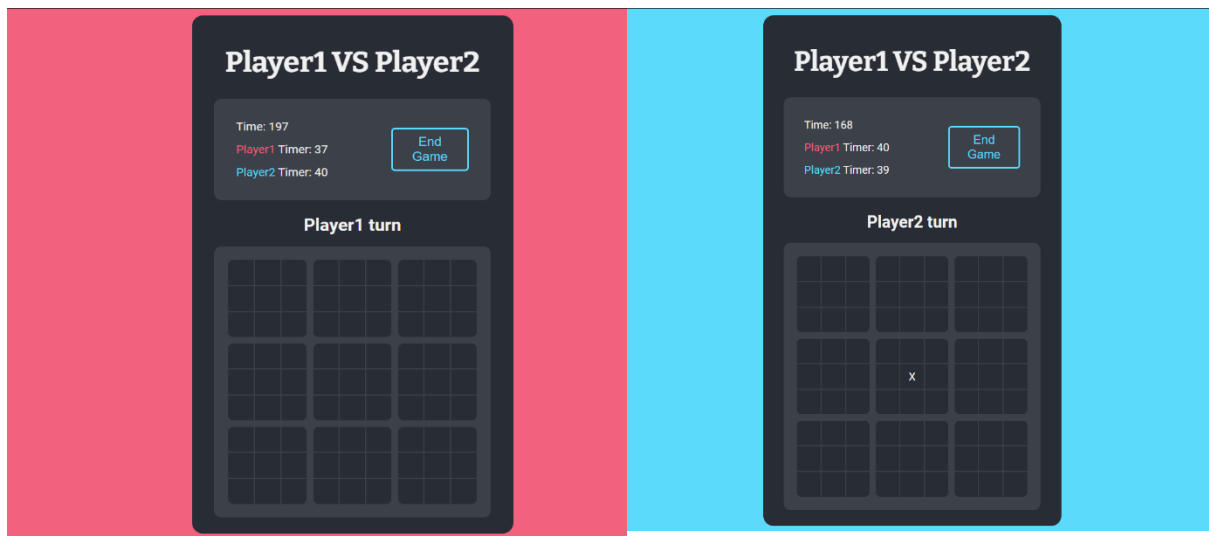 Player1 VS Player2
Time: 197
Player1 Timer: 37
Player2 Timer: 40
End
Game
Player1 turn
Player1 VS Player2
Time: 168
Player1 Timer: 40
Player2 Timer: 39
End
Game
Player2 turn
X